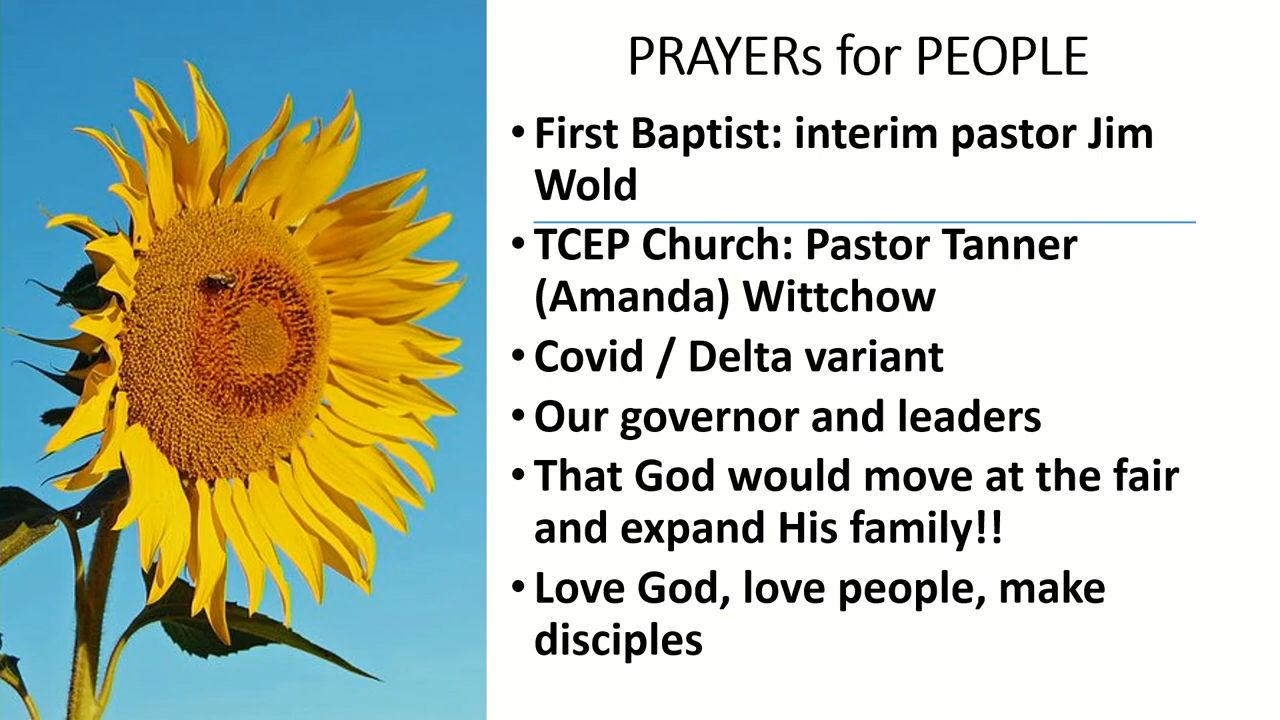 PRAYERs for PEOPLE
• First Baptist: interim pastor Jim
Wold
• TCEP Church: Pastor Tanner
(Amanda) Wittchow
• Covid / Delta variant
• Our governor and leaders
• That God would move at the fair
and expand His family!!
• Love God, love people, make
disciples